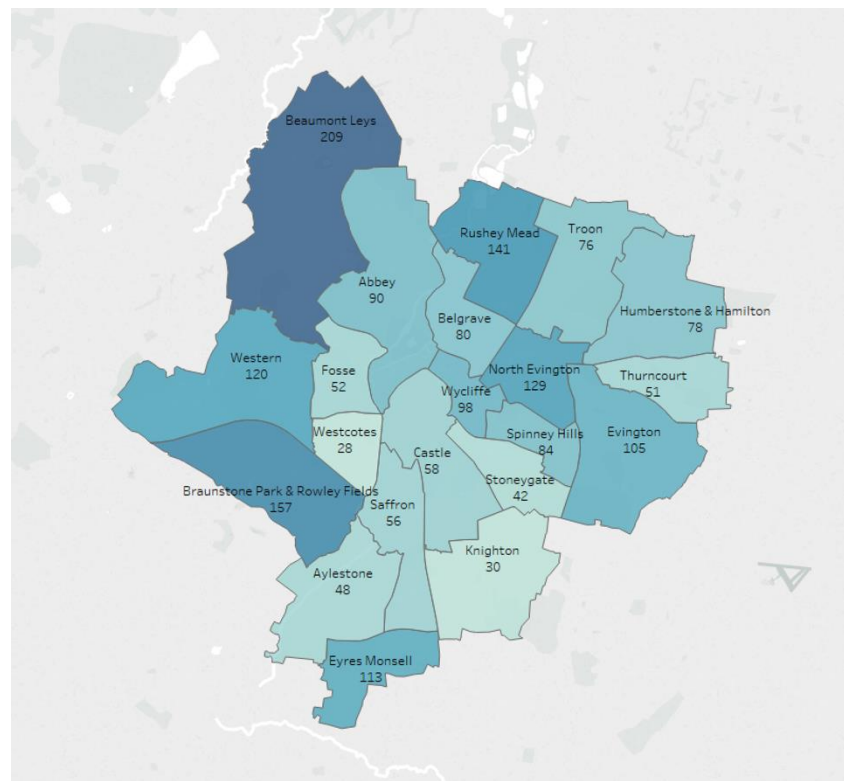 Beaumont Leys
209
Rushey Mead
141
Troon
76
Abbey
90
Humberstone & Hamilton
78
Belgrave
80
Western
120
Fosse
52
Wycliffe
98
North Evington
129
Thurncourt
51
Westcotes
28
Castle
58
Spinney Hills
84
Evington
105
Braunstone Park & Rowley Fields
157
Saffron
56
Stoneygate
42
Aylestone
48
Knighton
30
Eyres Monsell
113